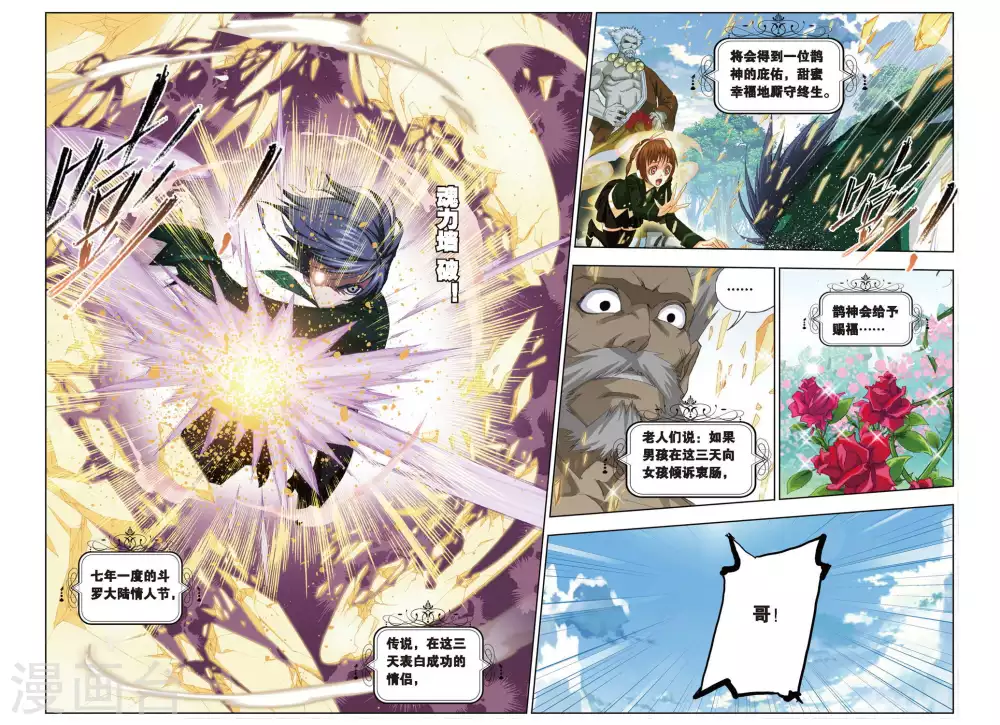 魂力墙 破！
七年一度的斗
罗大陆情人节，
传说，在这三
天表白成功的
情侣，
将会得到一位鹊
神的庇佑，甜蜜
幸福地厮守终生。
……
老人们说：如果
男孩在这三天向
女孩倾诉衷肠，
鹊神会给予
赐福……
哥！
漫画台